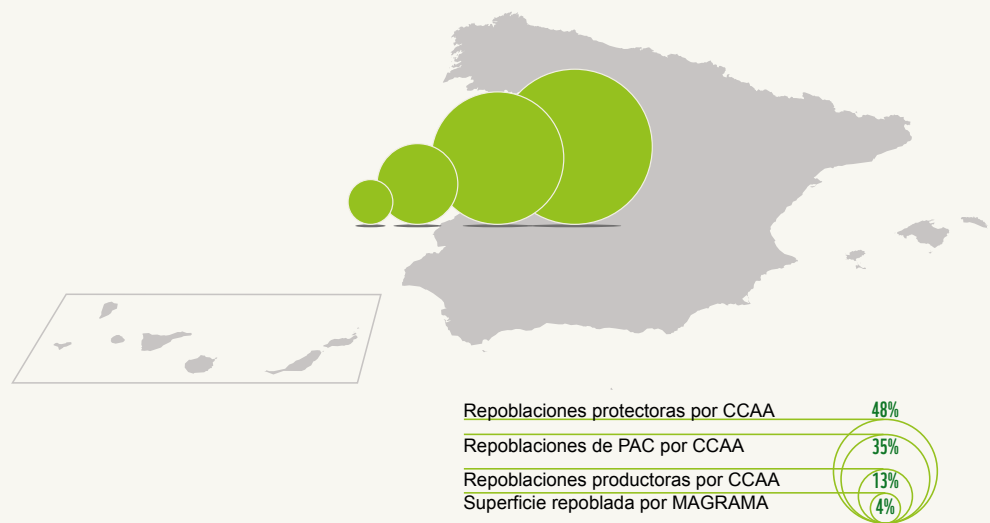 Repoblaciones protectoras por CCAA 48%
Repoblaciones de PAC por CCAA 35%
Repoblaciones productoras por CCAA 13%
Superficie repoblada por MAGRAMA 4%